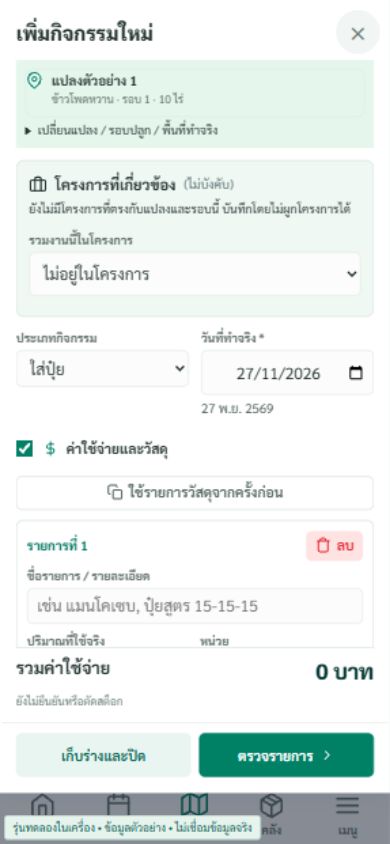 เพิ่มกิจกรรมใหม่
แปลงตัวอย่าง 1
ข้าวโพดหวาน · รอบ 1 · 10 ไร่
เปลี่ยนแปลง / รอบปลูก / พื้นที่ทำจริง
โครงการที่เกี่ยวข้อง (ไม่บังคับ)
ยังไม่มีโครงการที่ตรงกับแปลงและรอบนี้ บันทึกโดยไม่ผูกโครงการได้
รวมงานนี้ในโครงการ
ไม่อยู่ในโครงการ
ประเภทกิจกรรม
วันที่ทำจริง *
ใส่ปุ๋ย
27/11/2026
27 พ.ย. 2569
$ ค่าใช้จ่ายและวัสดุ
ใช้รายการวัสดุจากครั้งก่อน
รายการที่ 1
ลบ
ชื่อรายการ / รายละเอียด
เช่น แมนโคเซบ, ปุ๋ยสูตร 15-15-15
ปริมาณที่ใช้จริง
หน่วย
รวมค่าใช้จ่าย
0 บาท
ยังไม่ยืนยันหรือตัดสต็อก
เก็บร่างและปิด
ตรวจรายการ
รุ่นทดลองในเครื่อง • ข้อมูลตัวอย่าง • ไม่เชื่อมข้อมูลจริง
คลัง
เมนู